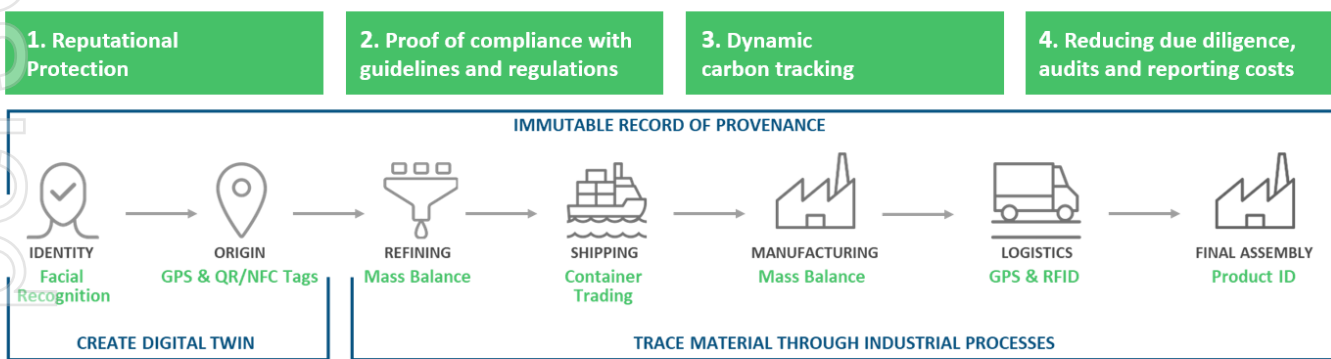 1. Reputational
Protection
2. Proof of compliance with
guidelines and regulations
3. Dynamic
carbon tracking
4. Reducing due diligence,
audits and reporting costs
IMMUTABLE RECORD OF PROVENANCE
IDENTITY
Facial
Recognition
ORIGIN
GPS & QR/NFC Tags
REFINING
Mass Balance
SHIPPING
Container
Trading
MANUFACTURING
Mass Balance
LOGISTICS
GPS & RFID
FINAL ASSEMBLY
Product ID
CREATE DIGITAL TWIN
TRACE MATERIAL THROUGH INDUSTRIAL PROCESSES